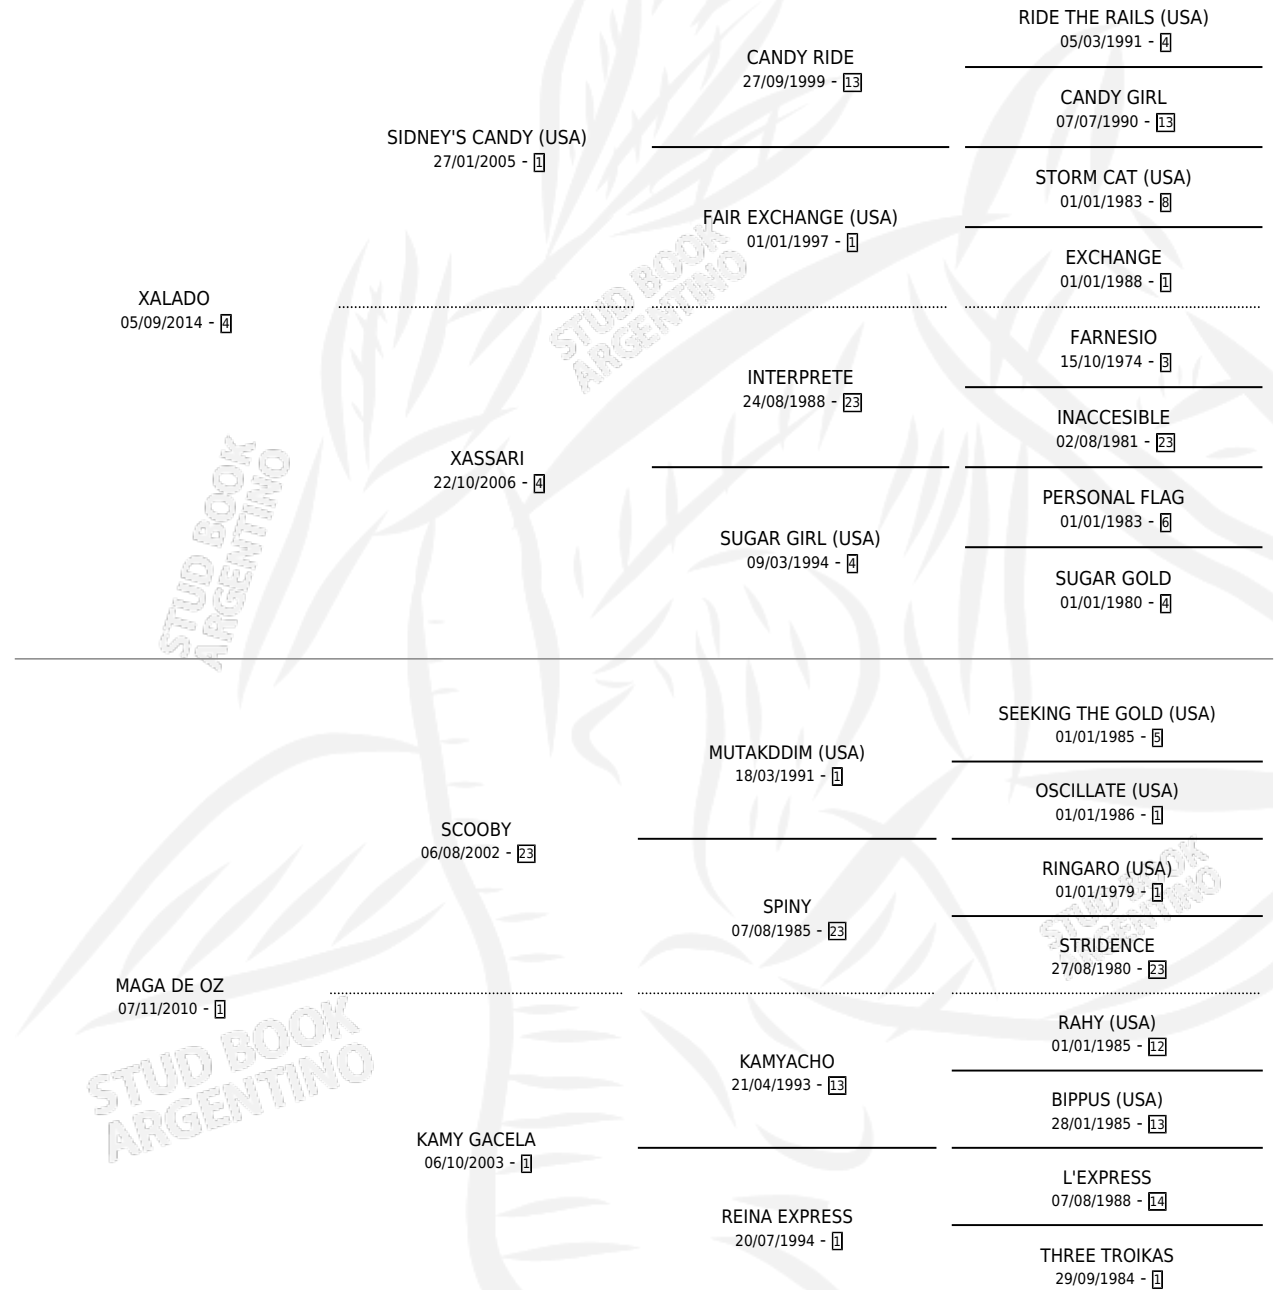 RIDE THE RAILS (USA)
05/03/1991 - 4
CANDY RIDE
27/09/1999 - 13
CANDY GIRL
07/07/1990 - 13
SIDNEY'S CANDY (USA)
27/01/2005 - 1
STORM CAT (USA)
01/01/1983 - 8
FAIR EXCHANGE (USA)
01/01/1997 - 1
EXCHANGE
01/01/1988 - 1
XALADO
05/09/2014 - 4
FARNESIO
15/10/1974 - 3
INTERPRETE
24/08/1988 - 23
INACCESIBLE
02/08/1981 - 23
XASSARI
22/10/2006 - 4
PERSONAL FLAG
01/01/1983 - 6
SUGAR GIRL (USA)
09/03/1994 - 4
SUGAR GOLD
01/01/1980 - 4
SEEKING THE GOLD (USA)
01/01/1985 - 5
MUTAKDDIM (USA)
18/03/1991 - 1
OSCILLATE (USA)
01/01/1986 - 1
SCOOBY
06/08/2002 - 23
RINGARO (USA)
01/01/1979 - 1
SPINY
07/08/1985 - 23
STRIDENCE
27/08/1980 - 23
MAGA DE OZ
07/11/2010 - 1
RAHY (USA)
01/01/1985 - 12
KAMYACHO
21/04/1993 - 13
BIPPUS (USA)
28/01/1985 - 13
KAMY GACELA
06/10/2003 - 1
L'EXPRESS
07/08/1988 - 14
REINA EXPRESS
20/07/1994 - 1
THREE TROIKAS
29/09/1984 - 1
STUD BOOK
ARGENTINO
STUD BOOK
ARGENTINO
STUD BOOK
ARGENTINO
STUD BOOK
ARGENTINO